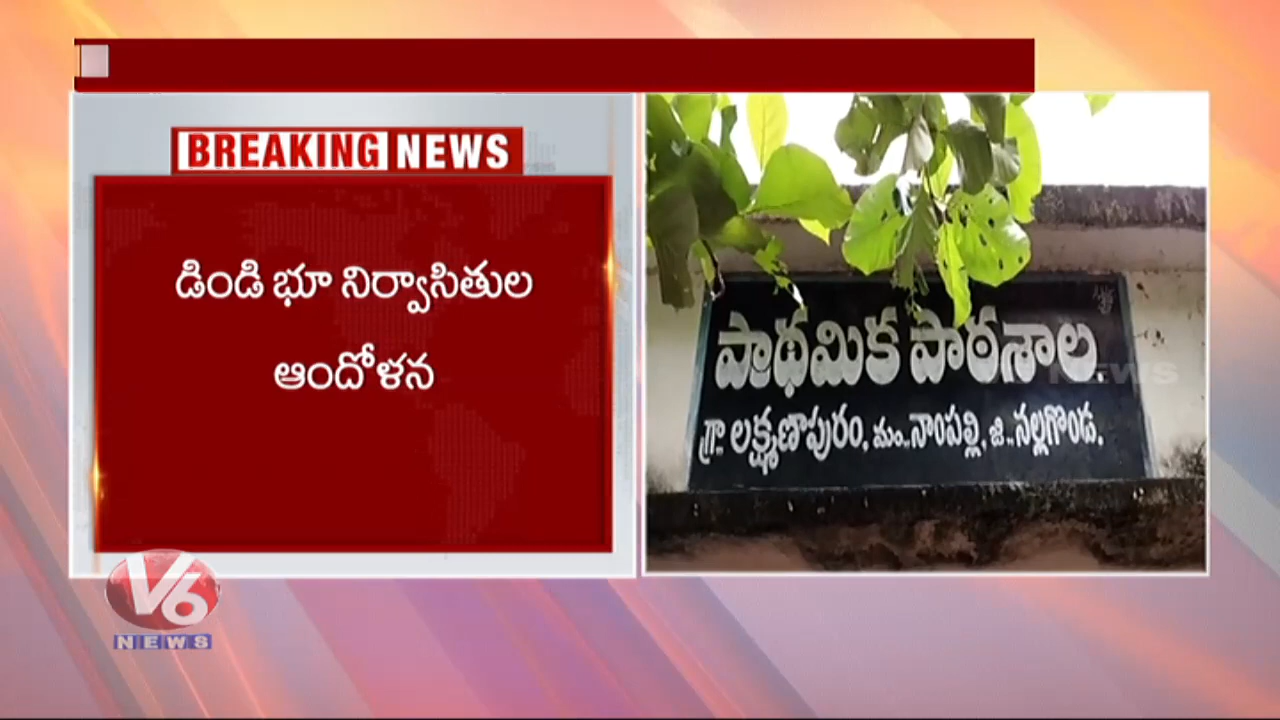 BREAKING NEWS
డిండి భూ నిర్వాసితుల
ఆందోళన
ప్రాథమిక పాఠశాల.
గ్రా.. లక్ష్మణాపురం, మం..నాంపల్లి, జి..నల్లగొండ,
V6
NEWS